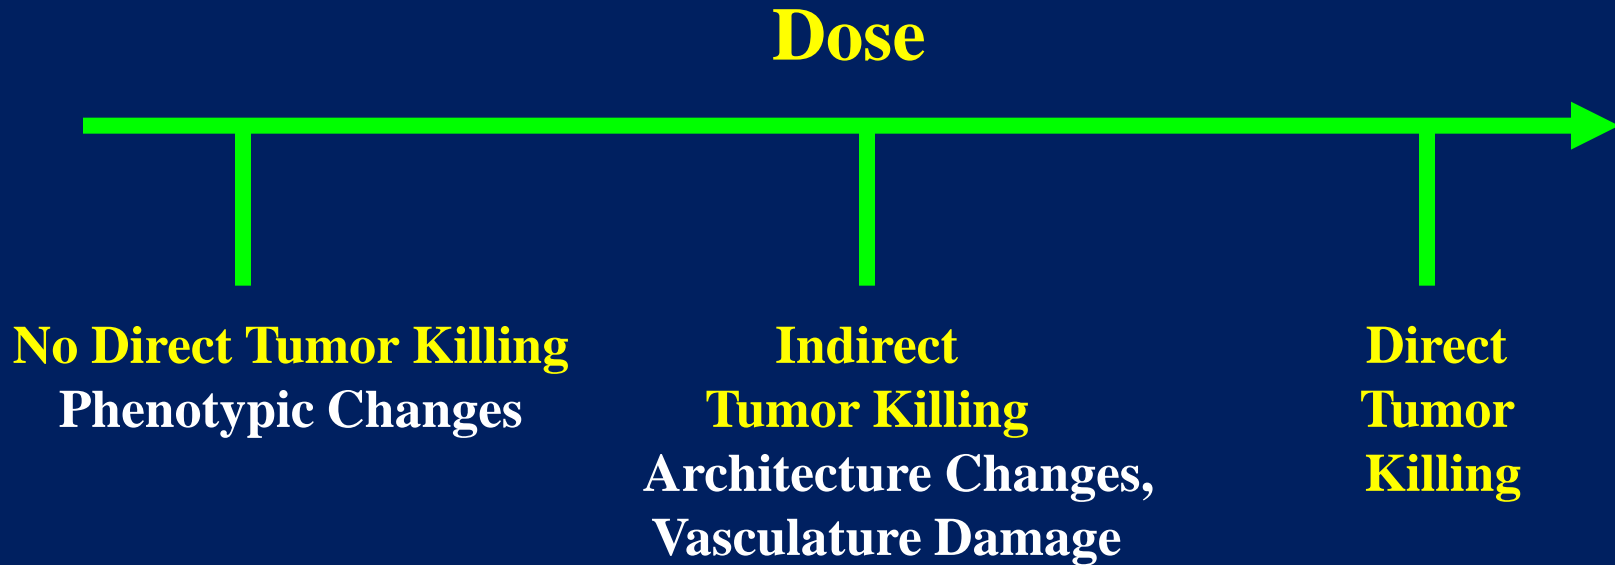 Dose
No Direct Tumor Killing
Phenotypic Changes
Indirect
Tumor Killing
Architecture Changes,
Vasculature Damage
Direct
Tumor
Killing